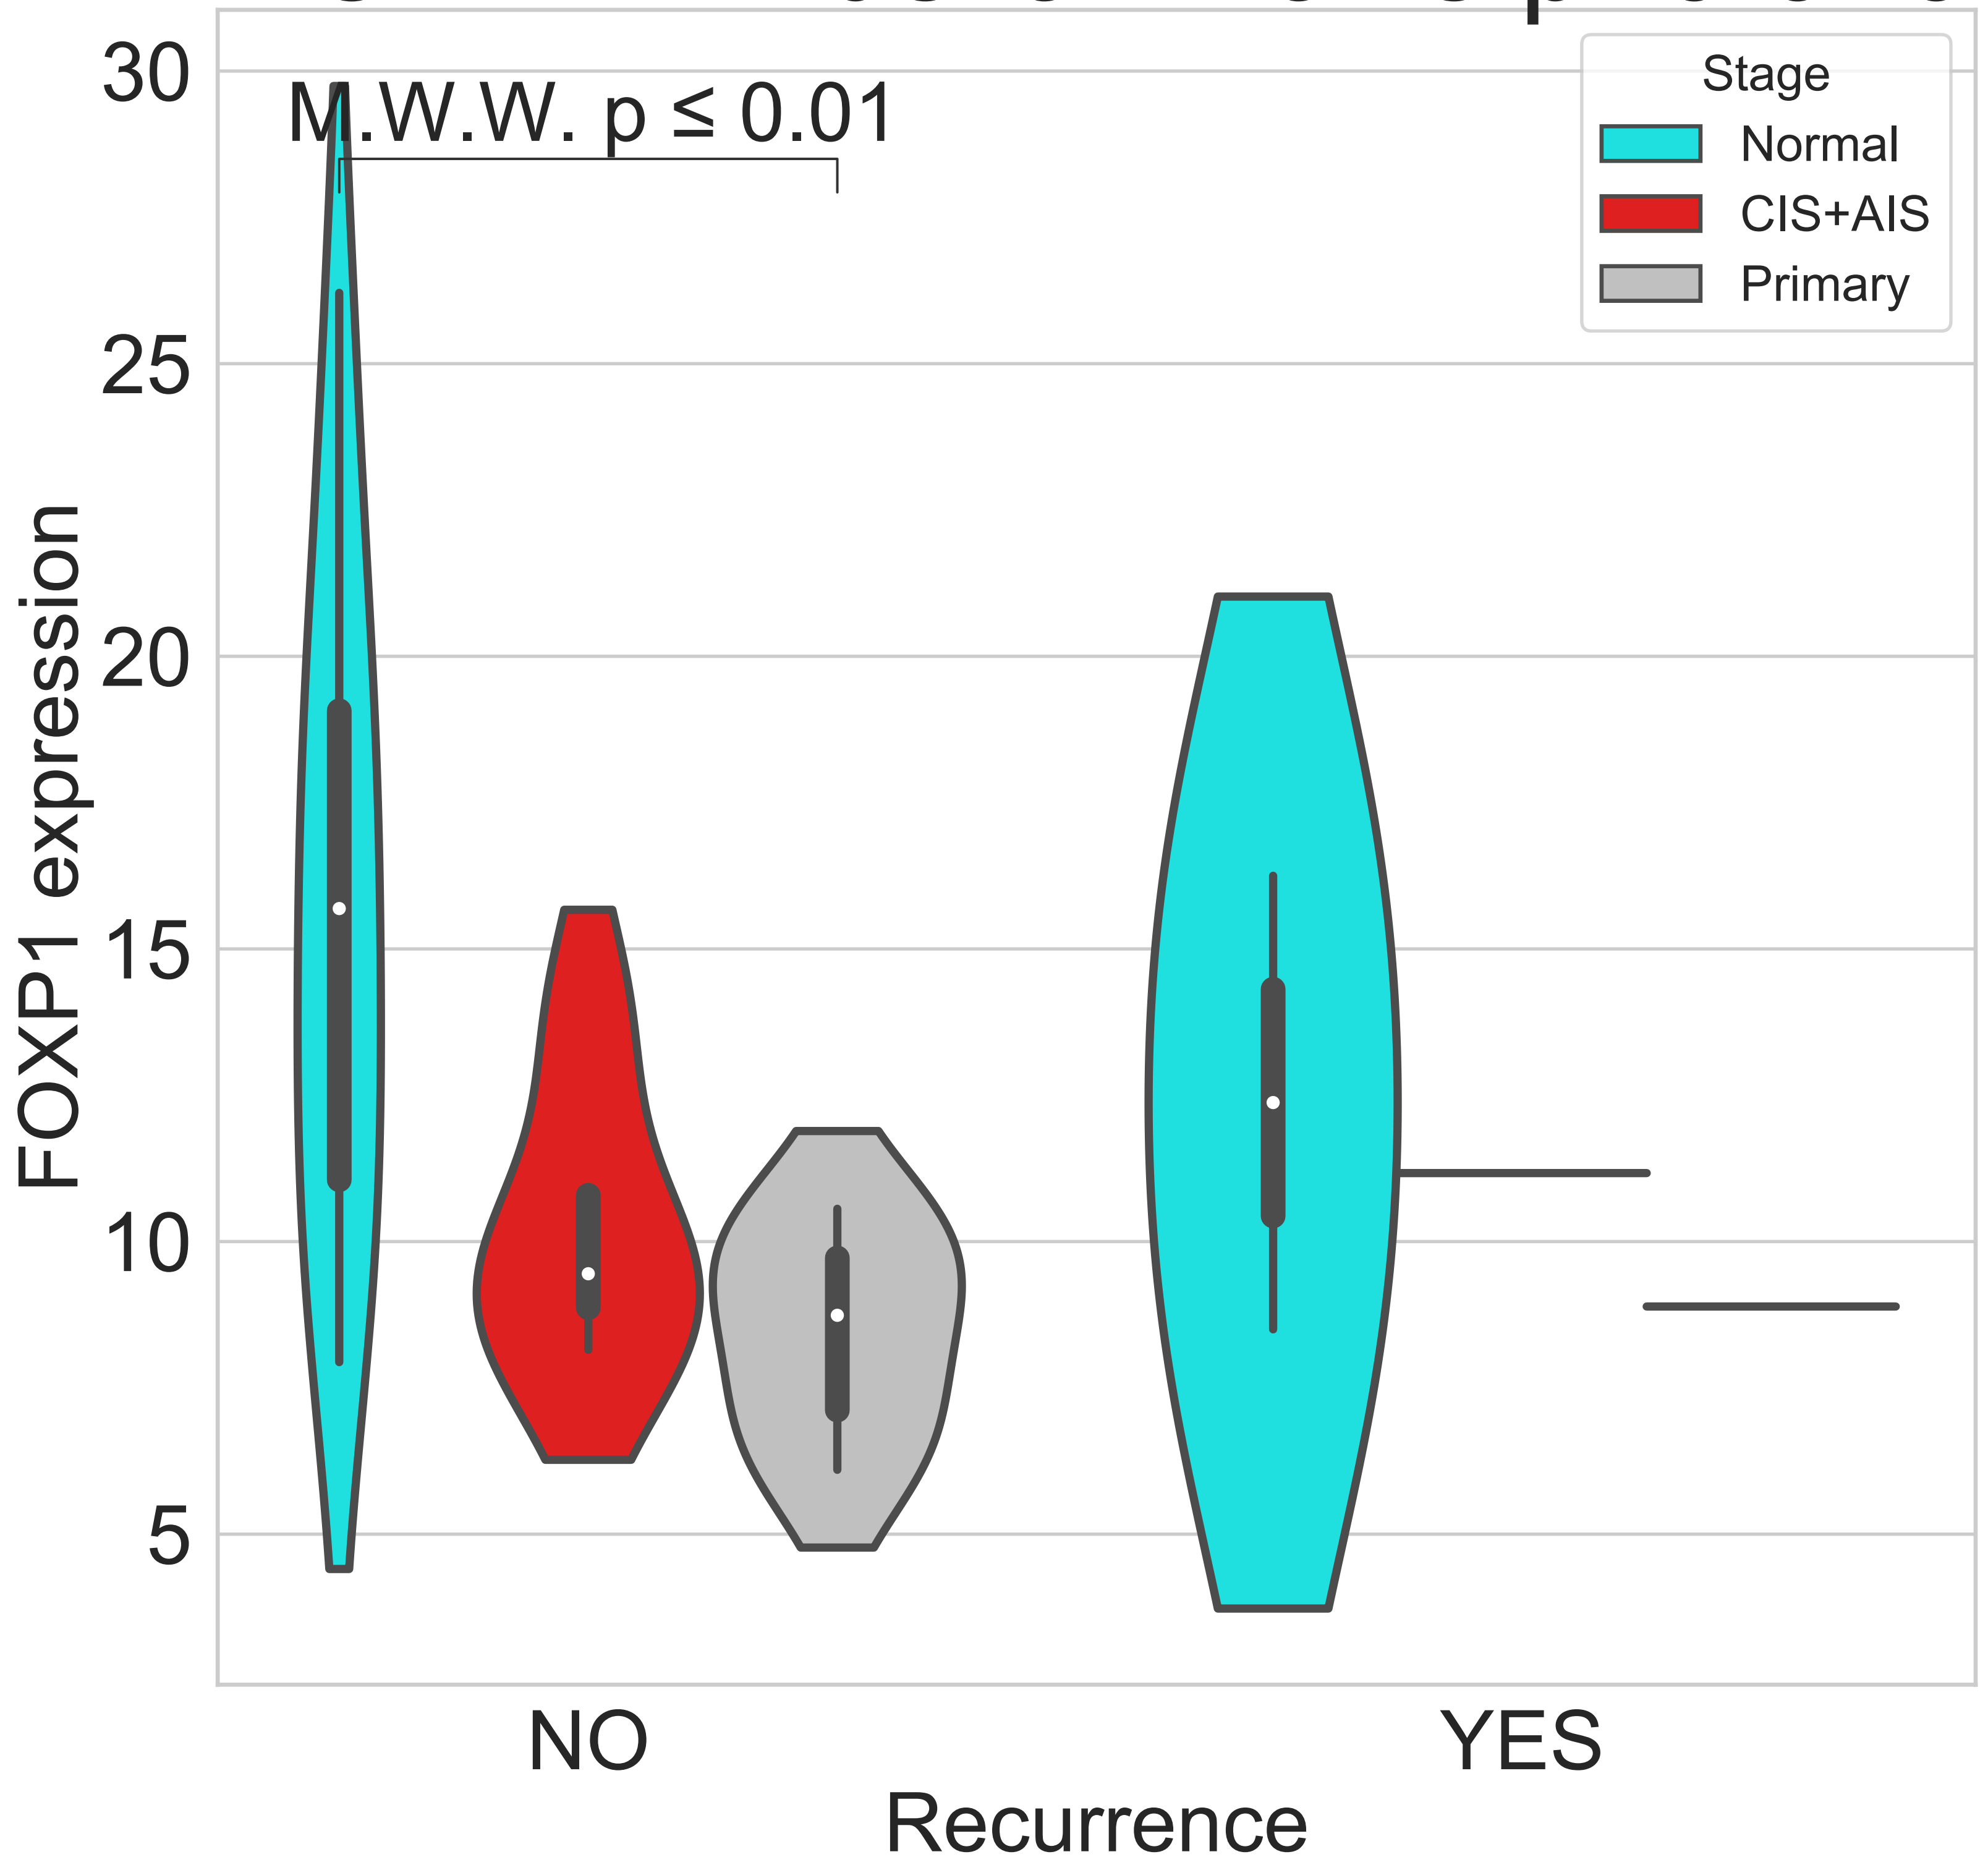 30
M.W.W. p ≤ 0.01
Stage
Normal
CIS+AIS
Primary
25
20
15
10
5
FOXP1 expression
NO
YES
Recurrence